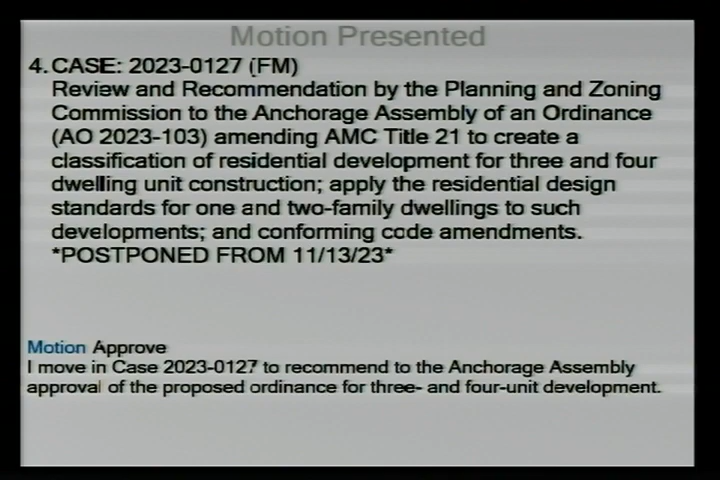 Motion Presented
4. CASE: 2023-0127 (FM)
Review and Recommendation by the Planning and Zoning
Commission to the Anchorage Assembly of an Ordinance
(AO 2023-103) amending AMC Title 21 to create a
classification of residential development for three and four
dwelling unit construction; apply the residential design
standards for one and two-family dwellings to such
developments; and conforming code amendments.
*POSTPONED FROM 11/13/23*
Motion Approve
I move in Case 2023-0127 to recommend to the Anchorage Assembly
approval of the proposed ordinance for three- and four-unit development.